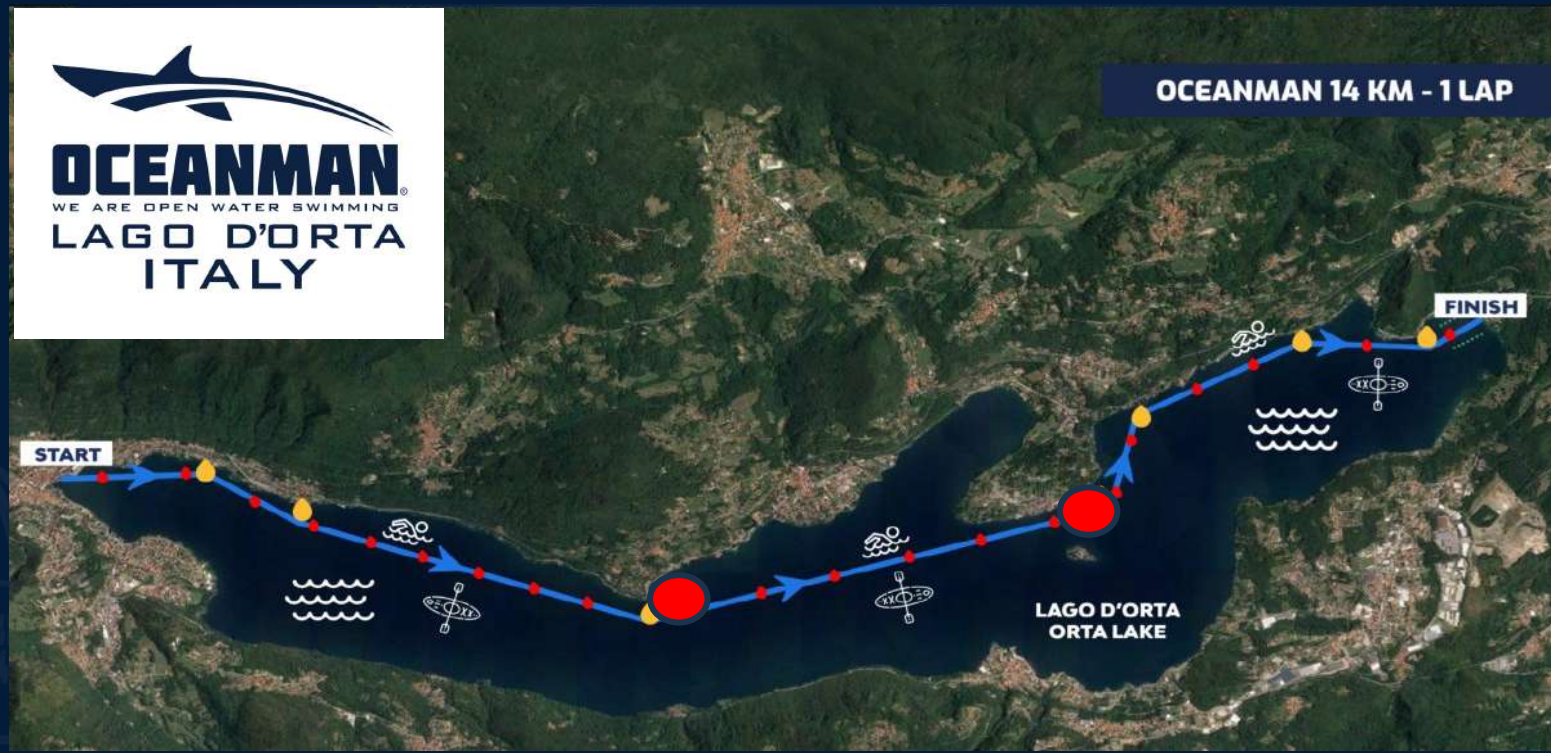 OCEANMAN®
WE ARE OPEN WATER SWIMMING
LAGO D'ORTA
ITALY
OCEANMAN 14 KM - 1 LAP
FINISH
START
LAGO D'ORTA
ORTA LAKE